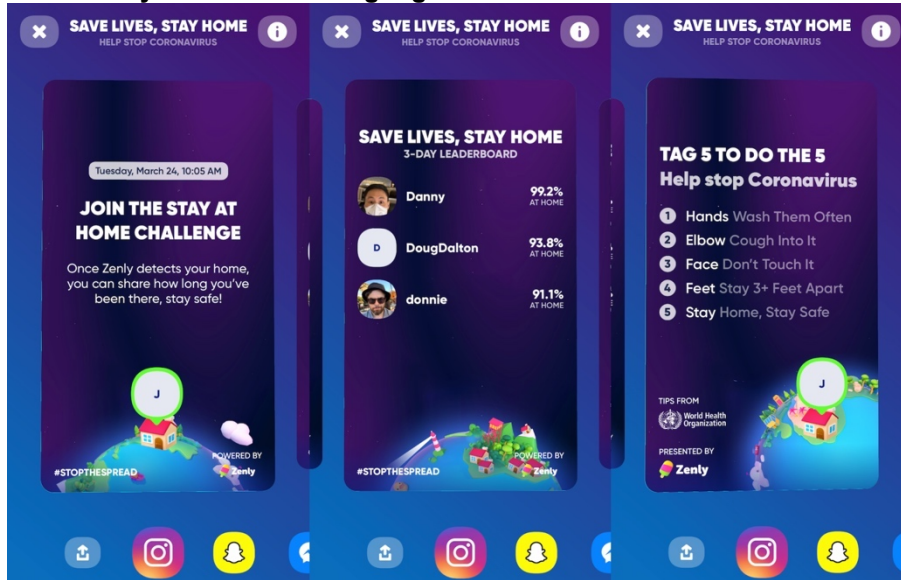 SAVE LIVES, STAY HOME
HELP STOP CORONAVIRUS
Tuesday, March 24, 10:05 AM
JOIN THE STAY AT
HOME CHALLENGE
Once Zenly detects your home,
you can share how long you've
been there, stay safe!
J
POWERED BY
#STOPTHESPREAD
Zenly
SAVE LIVES, STAY HOME
HELP STOP CORONAVIRUS
SAVE LIVES, STAY HOME
3-DAY LEADERBOARD
Danny 99.2%
AT HOME
D DougDalton 93.8%
AT HOME
donnie 91.1%
AT HOME
POWERED BY
#STOPTHESPREAD
Zenly
SAVE LIVES, STAY HOME
HELP STOP CORONAVIRUS
TAG 5 TO DO THE 5
Help stop Coronavirus
1 Hands Wash Them Often
2 Elbow Cough Into It
3 Face Don't Touch It
4 Feet Stay 3+ Feet Apart
5 Stay Home, Stay Safe
J
TIPS FROM
World Health
Organization
PRESENTED BY
Zenly